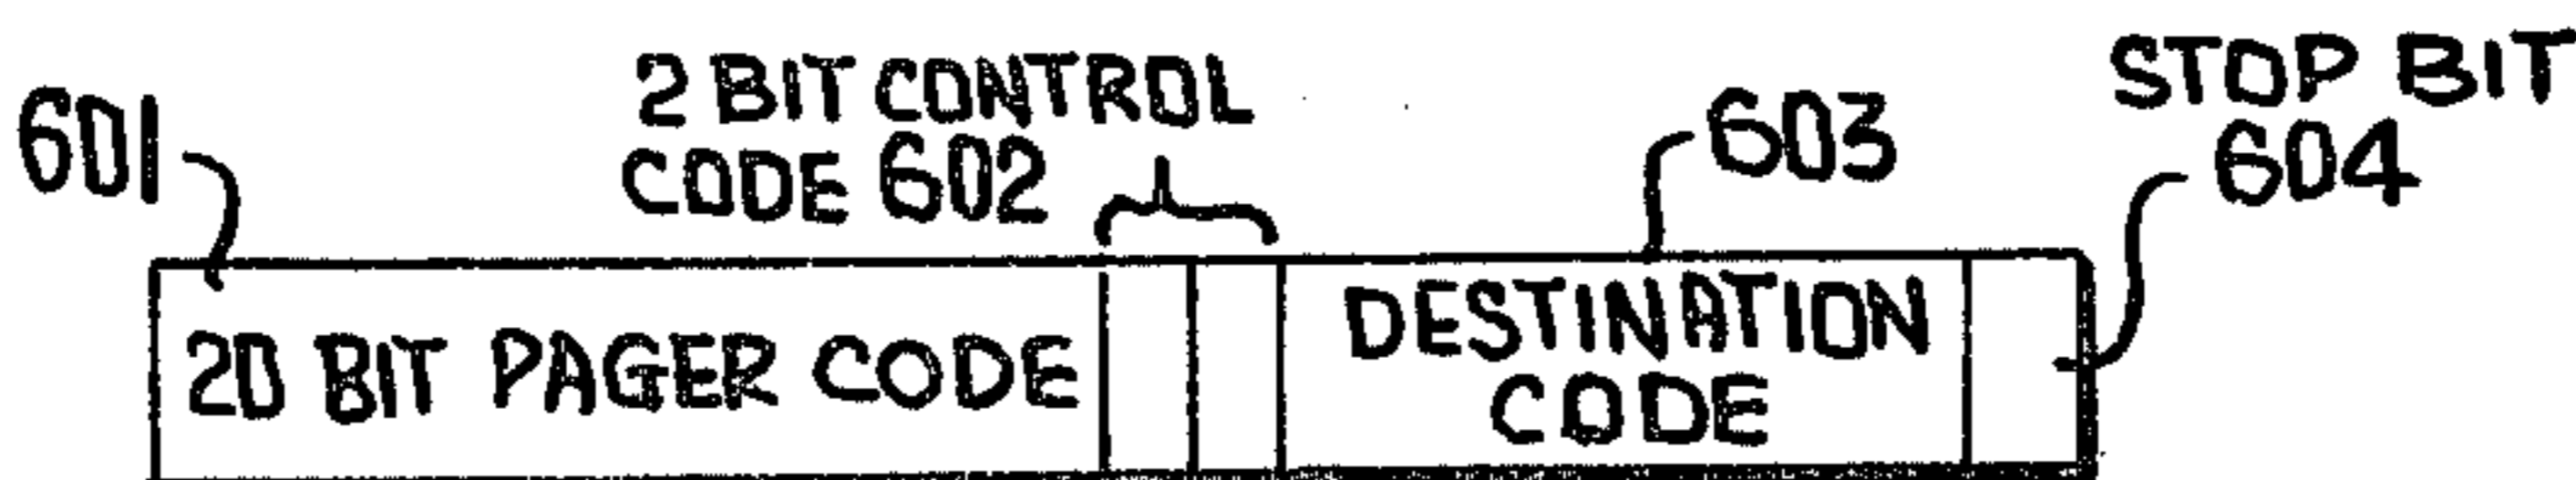 601
2 BIT CONTROL
CODE 602
603
STOP BIT
604
20 BIT PAGER CODE
DESTINATION
CODE